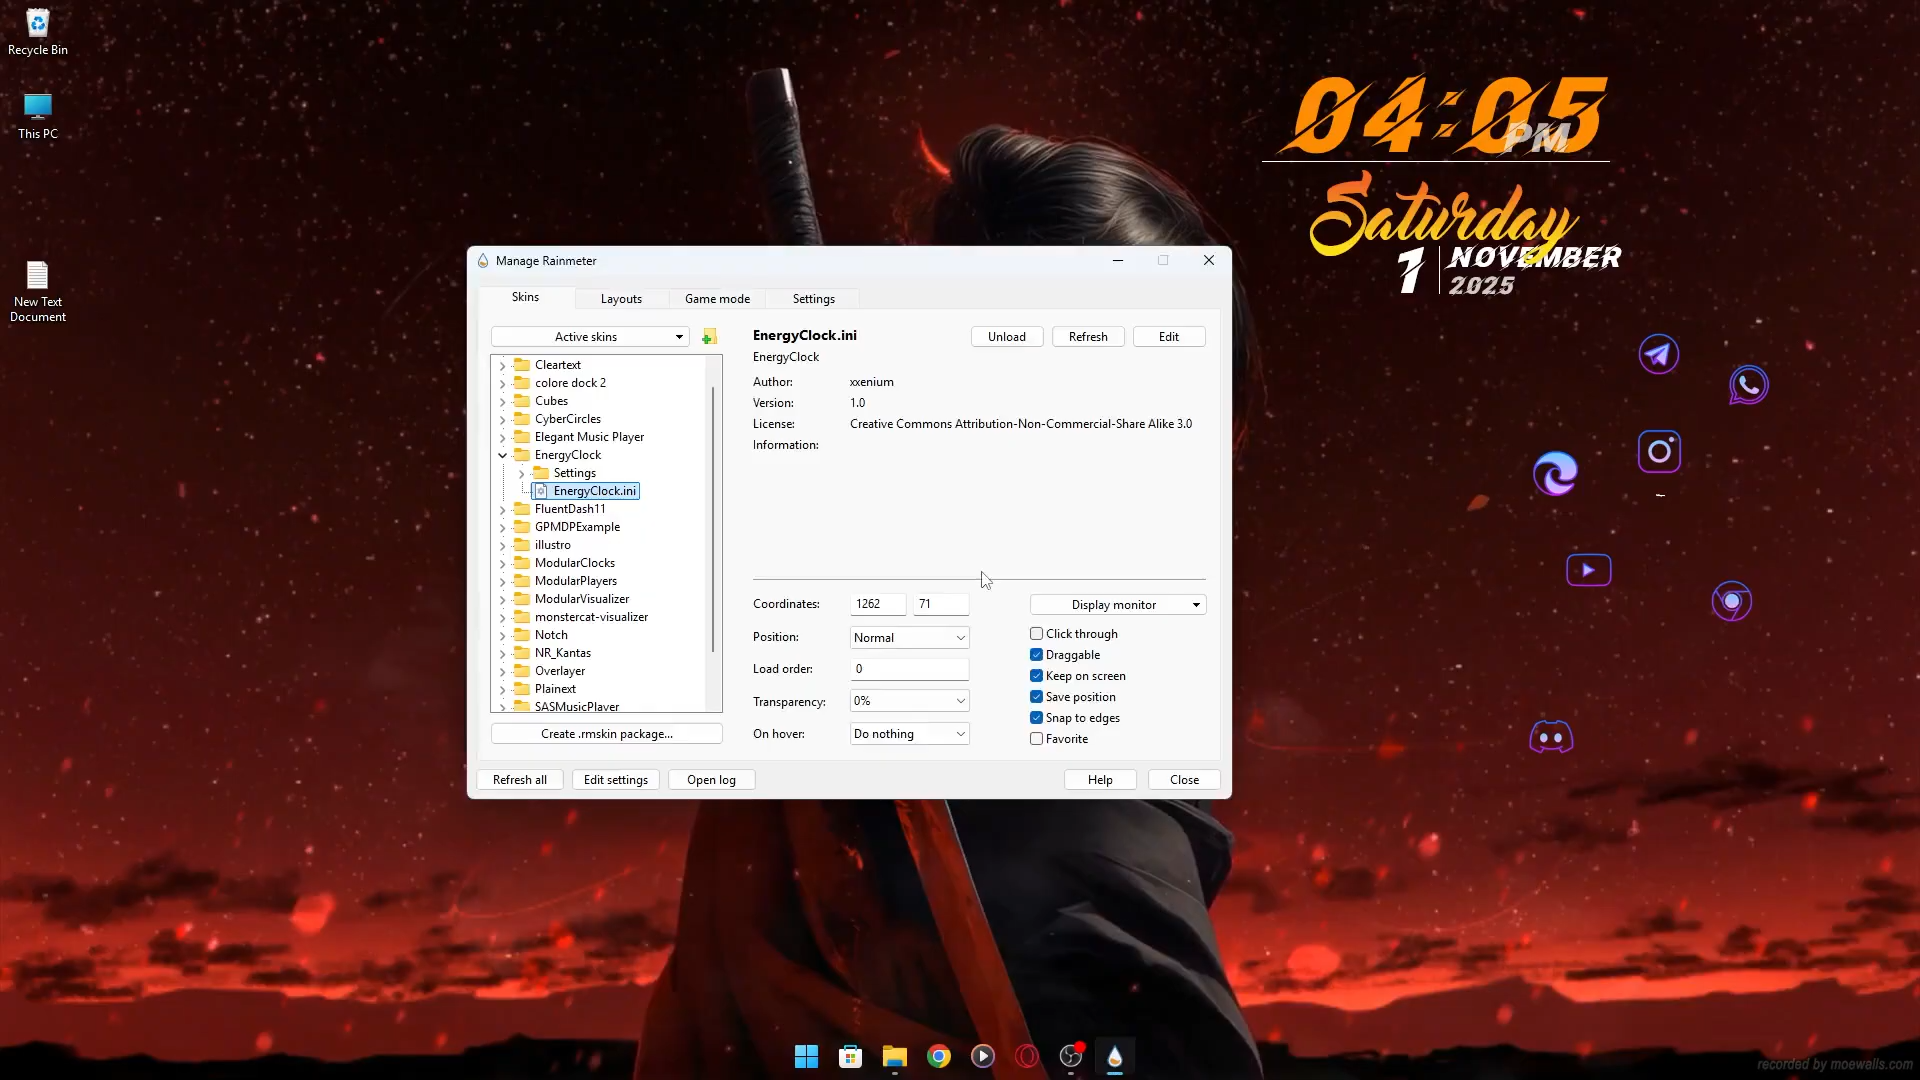 Recycle Bin
This PC
New Text
Document
04:05
PM
Saturday
1
NOVEMBER
2025
Manage Rainmeter
Skins
Layouts
Game mode
Settings
Active skins
Cleartext
colore dock 2
Cubes
CyberCircles
Elegant Music Player
EnergyClock
Settings
EnergyClock.ini
FluentDash11
GPMDPExample
illustro
ModularClocks
ModularPlayers
ModularVisualizer
monstercat-visualizer
Notch
NR_Kantas
Overlayer
Plainext
SASMusicPlayer
Create .rmskin package...
EnergyClock.ini
Unload
Refresh
Edit
EnergyClock
Author: xxenium
Version: 1.0
License: Creative Commons Attribution-Non-Commercial-Share Alike 3.0
Information:
Coordinates: 1262 71
Position: Normal
Load order: 0
Transparency: 0%
On hover: Do nothing
Display monitor
Click through
Draggable
Keep on screen
Save position
Snap to edges
Favorite
Refresh all
Edit settings
Open log
Help
Close
recorded by moewalls.com